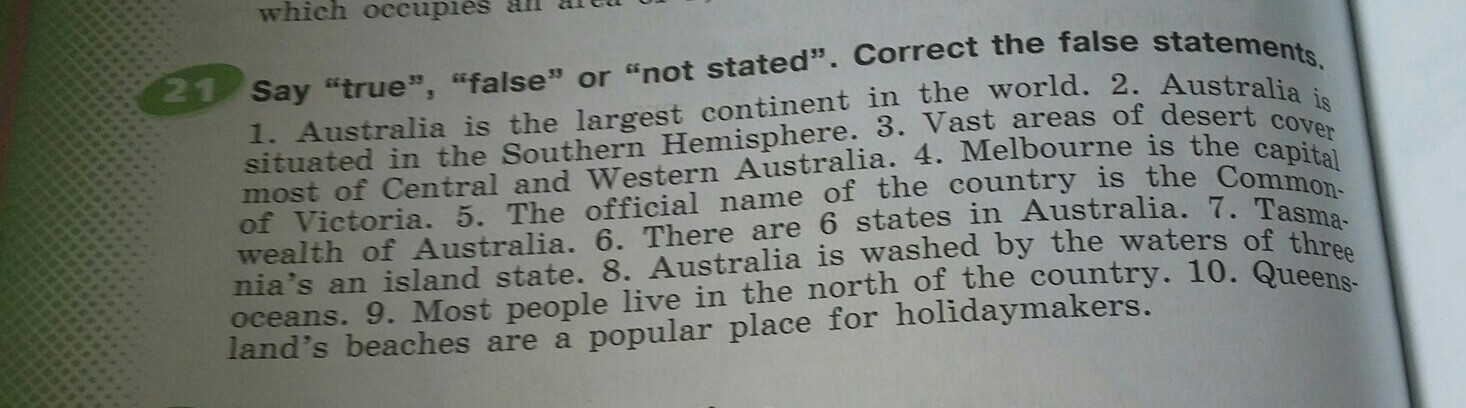 which occupies an area
21 Say “true”, “false” or “not stated”. Correct the false statements.
1. Australia is the largest continent in the world. 2. Australia is
situated in the Southern Hemisphere. 3. Vast areas of desert cover
most of Central and Western Australia. 4. Melbourne is the capital
of Victoria. 5. The official name of the country is the Common-
wealth of Australia. 6. There are 6 states in Australia. 7. Tasma-
nia’s an island state. 8. Australia is washed by the waters of three
oceans. 9. Most people live in the north of the country. 10. Queens-
land’s beaches are a popular place for holidaymakers.